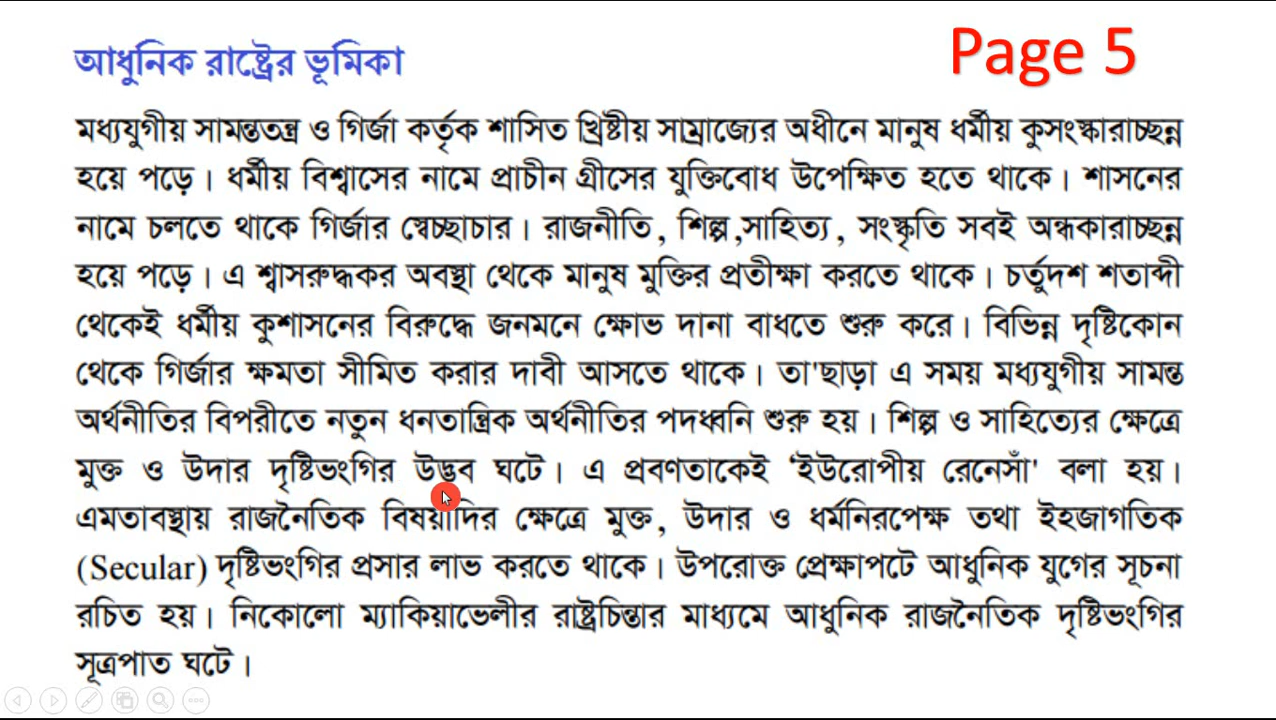 আধুনিক রাষ্ট্রের ভূমিকা
Page 5
মধ্যযুগীয় সামন্ততন্ত্র ও গির্জা কর্তৃক শাসিত খ্রিষ্টীয় সাম্রাজ্যের অধীনে মানুষ ধর্মীয় কুসংস্কারাচ্ছন্ন
হয়ে পড়ে। ধর্মীয় বিশ্বাসের নামে প্রাচীন গ্রীসের যুক্তিবোধ উপেক্ষিত হতে থাকে। শাসনের
নামে চলতে থাকে গির্জার স্বেচ্ছাচার। রাজনীতি, শিল্প,সাহিত্য, সংস্কৃতি সবই অন্ধকারাচ্ছন্ন
হয়ে পড়ে। এ শ্বাসরুদ্ধকর অবস্থা থেকে মানুষ মুক্তির প্রতীক্ষা করতে থাকে। চর্তুদশ শতাব্দী
থেকেই ধর্মীয় কুশাসনের বিরুদ্ধে জনমনে ক্ষোভ দানা বাধতে শুরু করে। বিভিন্ন দৃষ্টিকোন
থেকে গির্জার ক্ষমতা সীমিত করার দাবী আসতে থাকে। তা'ছাড়া এ সময় মধ্যযুগীয় সামন্ত
অর্থনীতির বিপরীতে নতুন ধনতান্ত্রিক অর্থনীতির পদধ্বনি শুরু হয়। শিল্প ও সাহিত্যের ক্ষেত্রে
মুক্ত ও উদার দৃষ্টিভংগির উদ্ভব ঘটে। এ প্রবণতাকেই ‘ইউরোপীয় রেনেসাঁ' বলা হয়।
এমতাবস্থায় রাজনৈতিক বিষয়াদির ক্ষেত্রে মুক্ত, উদার ও ধর্মনিরপেক্ষ তথা ইহজাগতিক
(Secular) দৃষ্টিভংগির প্রসার লাভ করতে থাকে। উপরোক্ত প্রেক্ষাপটে আধুনিক যুগের সূচনা
রচিত হয়। নিকোলো ম্যাকিয়াভেলীর রাষ্ট্রচিন্তার মাধ্যমে আধুনিক রাজনৈতিক দৃষ্টিভংগির
সূত্রপাত ঘটে।